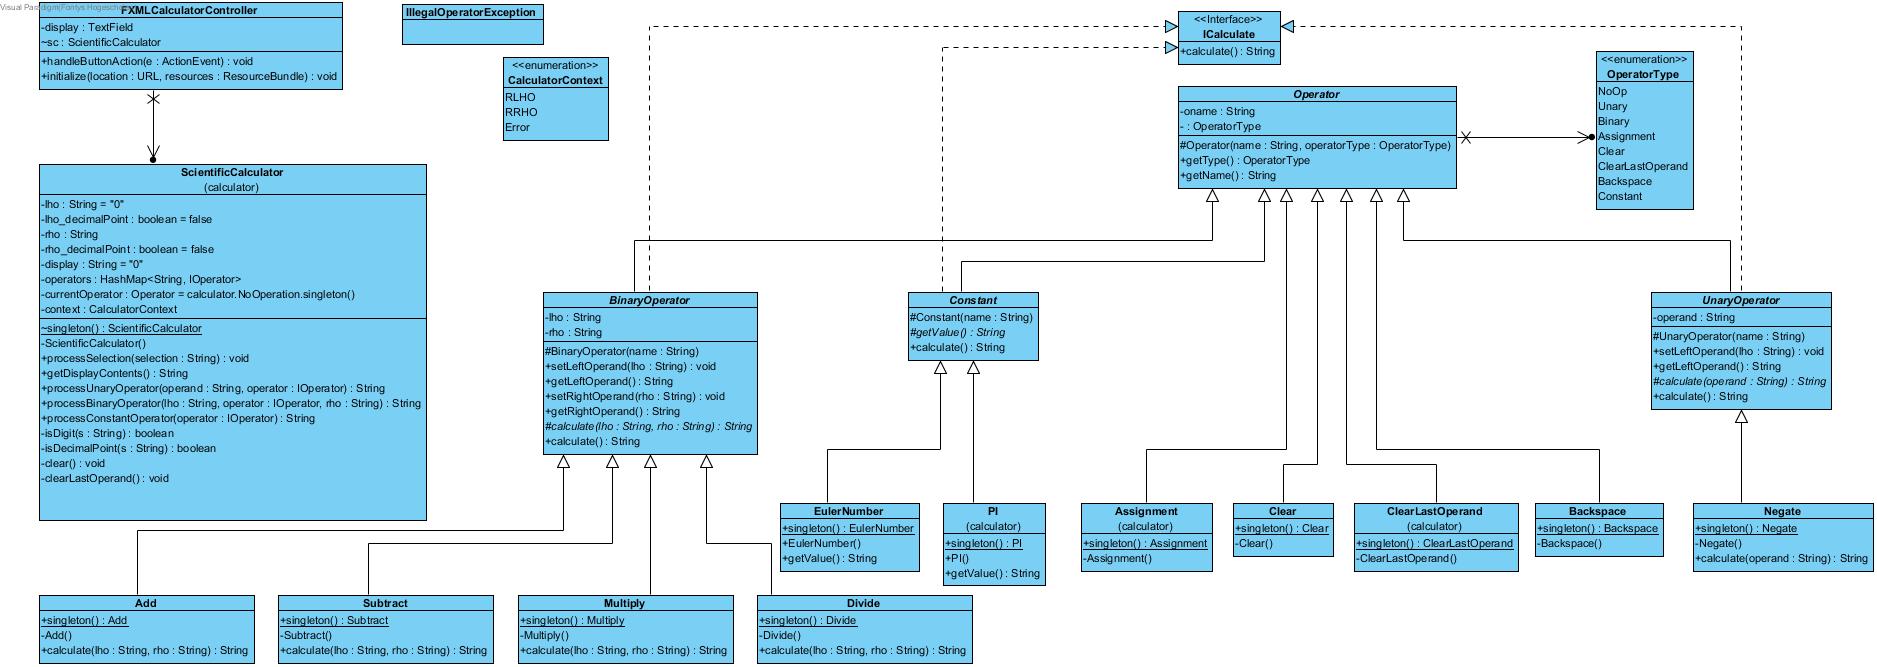 Visual Paradigm(Fontys Hogeschool
FXMLCalculatorController
-display : TextField
~sc : ScientificCalculator
+handleButtonAction(e : ActionEvent) : void
+initialize(location : URL, resources : ResourceBundle) : void
IllegalOperatorException
<<enumeration>>
CalculatorContext
RLHO
RRHO
Error
<<Interface>>
ICalculate
+calculate() : String
Operator
-oname : String
- : OperatorType
#Operator(name : String, operatorType : OperatorType)
+getType() : OperatorType
+getName() : String
<<enumeration>>
OperatorType
NoOp
Unary
Binary
Assignment
Clear
ClearLastOperand
Backspace
Constant
ScientificCalculator
(calculator)
-lho : String = "0"
-lho_decimalPoint : boolean = false
-rho : String
-rho_decimalPoint : boolean = false
-display : String = "0"
-operators : HashMap<String, IOperator>
-currentOperator : Operator = calculator.NoOperation.singleton()
-context : CalculatorContext
~singleton() : ScientificCalculator
-ScientificCalculator()
+processSelection(selection : String) : void
+getDisplayContents() : String
+processUnaryOperator(operand : String, operator : IOperator) : String
+processBinaryOperator(lho : String, operator : IOperator, rho : String) : String
+processConstantOperator(operator : IOperator) : String
-isDigit(s : String) : boolean
-isDecimalPoint(s : String) : boolean
-clear() : void
-clearLastOperand() : void
BinaryOperator
-lho : String
-rho : String
#BinaryOperator(name : String)
+setLeftOperand(lho : String) : void
+getLeftOperand() : String
+setRightOperand(rho : String) : void
+getRightOperand() : String
#calculate(lho : String, rho : String) : String
+calculate() : String
Constant
#Constant(name : String)
#getValue() : String
+calculate() : String
UnaryOperator
-operand : String
#UnaryOperator(name : String)
+setLeftOperand(lho : String) : void
+getLeftOperand() : String
#calculate(operand : String) : String
+calculate() : String
EulerNumber
+singleton() : EulerNumber
+EulerNumber()
+getValue() : String
PI
(calculator)
+singleton() : PI
+PI()
+getValue() : String
Assignment
(calculator)
+singleton() : Assignment
-Assignment()
Clear
+singleton() : Clear
-Clear()
ClearLastOperand
(calculator)
+singleton() : ClearLastOperand
-ClearLastOperand()
Backspace
+singleton() : Backspace
-Backspace()
Negate
+singleton() : Negate
-Negate()
+calculate(operand : String) : String
Add
+singleton() : Add
-Add()
+calculate(lho : String, rho : String) : String
Subtract
+singleton() : Subtract
-Subtract()
+calculate(lho : String, rho : String) : String
Multiply
+singleton() : Multiply
-Multiply()
+calculate(lho : String, rho : String) : String
Divide
+singleton() : Divide
-Divide()
+calculate(lho : String, rho : String) : String